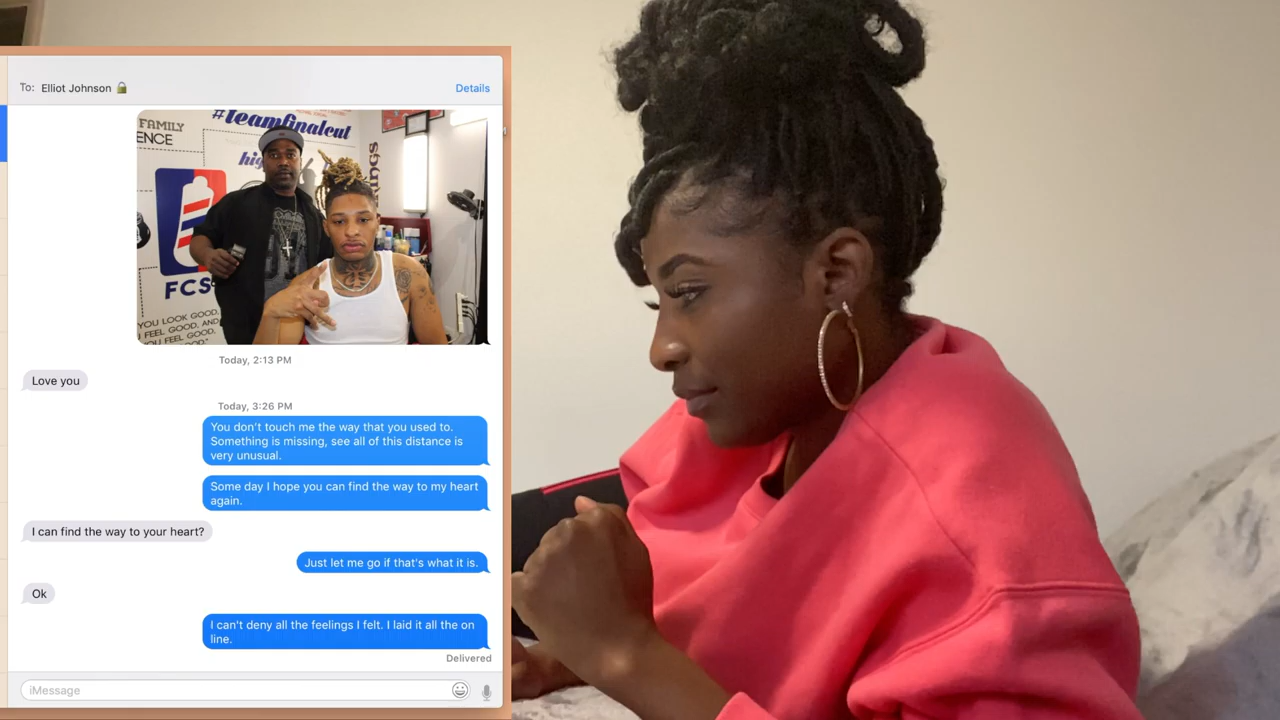 To: Elliot Johnson
Details
FAMILY
ENCE
#teamfinalcut
hig
FCS
YOU LOOK GOOD,
FEEL GOOD, AND
YOU FEEL GOOD,
Today, 2:13 PM
Love you
Today, 3:26 PM
You don't touch me the way that you used to.
Something is missing, see all of this distance is
very unusual.
Some day I hope you can find the way to my heart
again.
I can find the way to your heart?
Just let me go if that's what it is.
Ok
I can't deny all the feelings I felt. I laid it all the on
line.
Delivered
iMessage